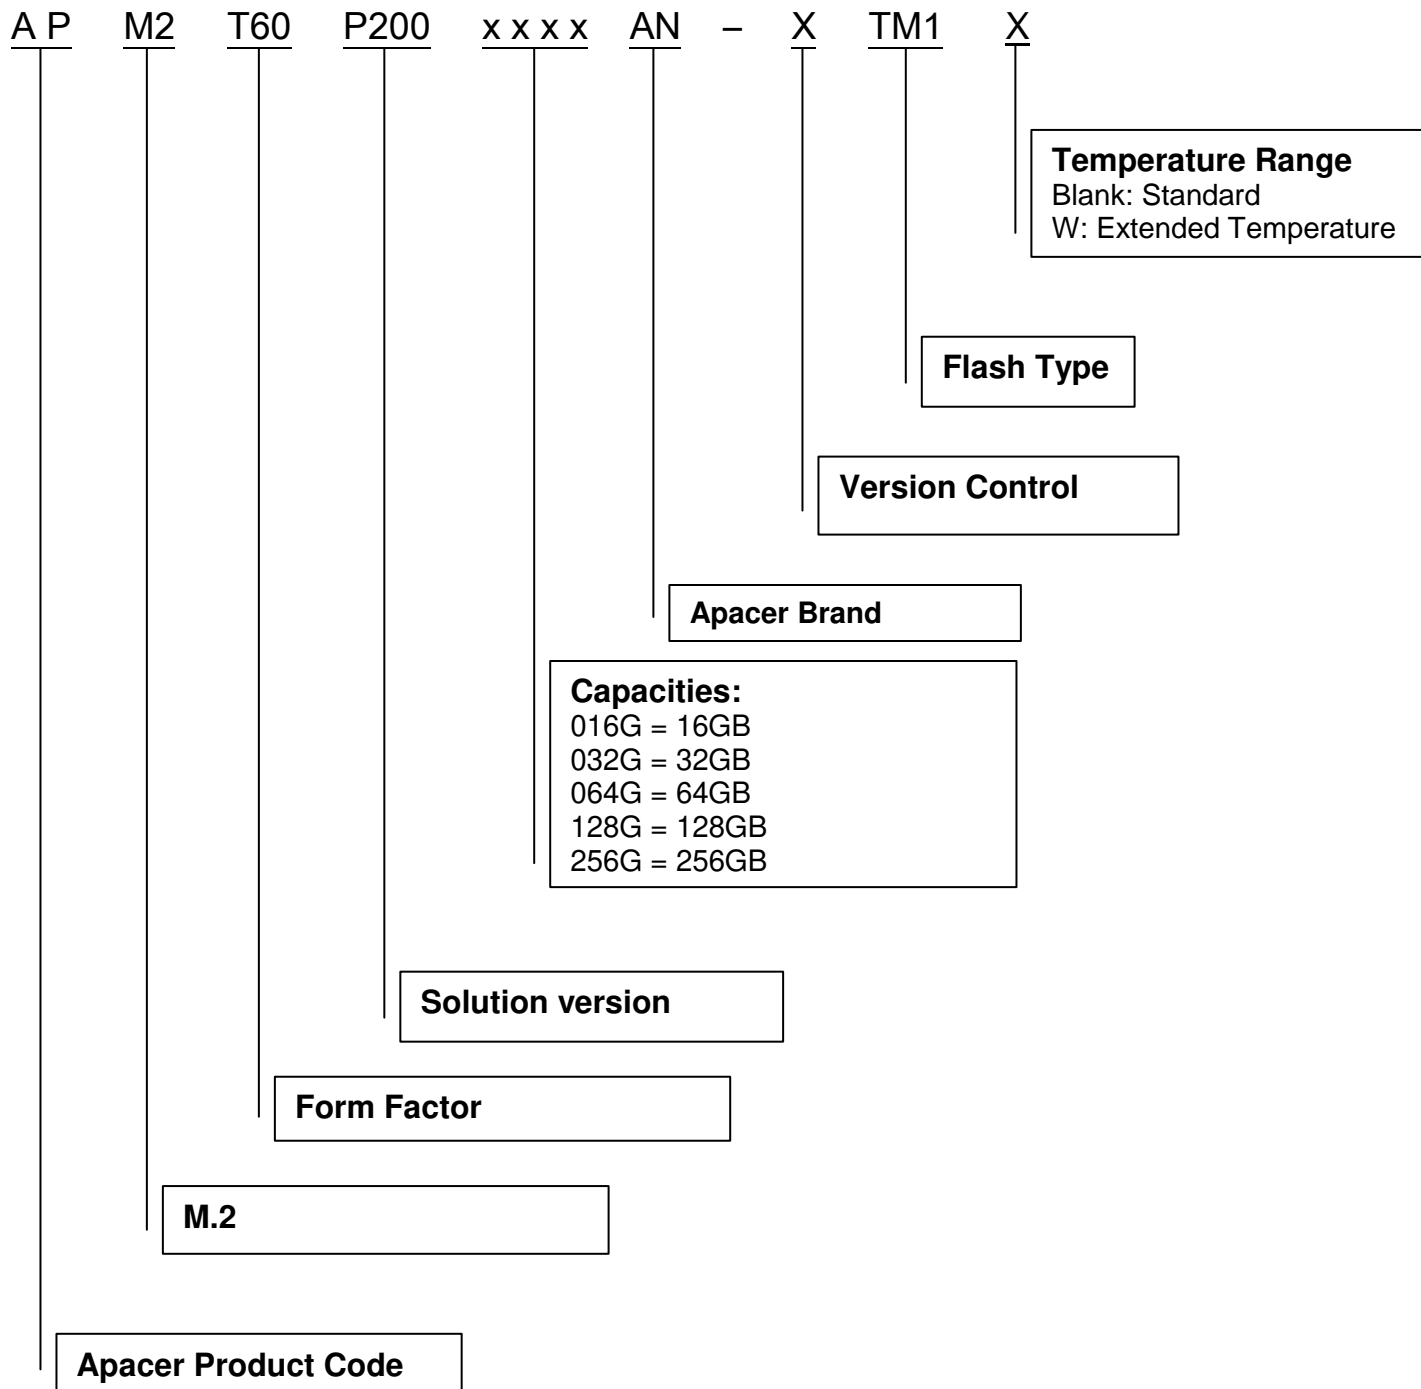 A P M2 T60 P200 x x x x AN – X TM1 X
Temperature Range
Blank: Standard
W: Extended Temperature
Flash Type
Version Control
Apacer Brand
Capacities:
016G = 16GB
032G = 32GB
064G = 64GB
128G = 128GB
256G = 256GB
Solution version
Form Factor
M.2
Apacer Product Code